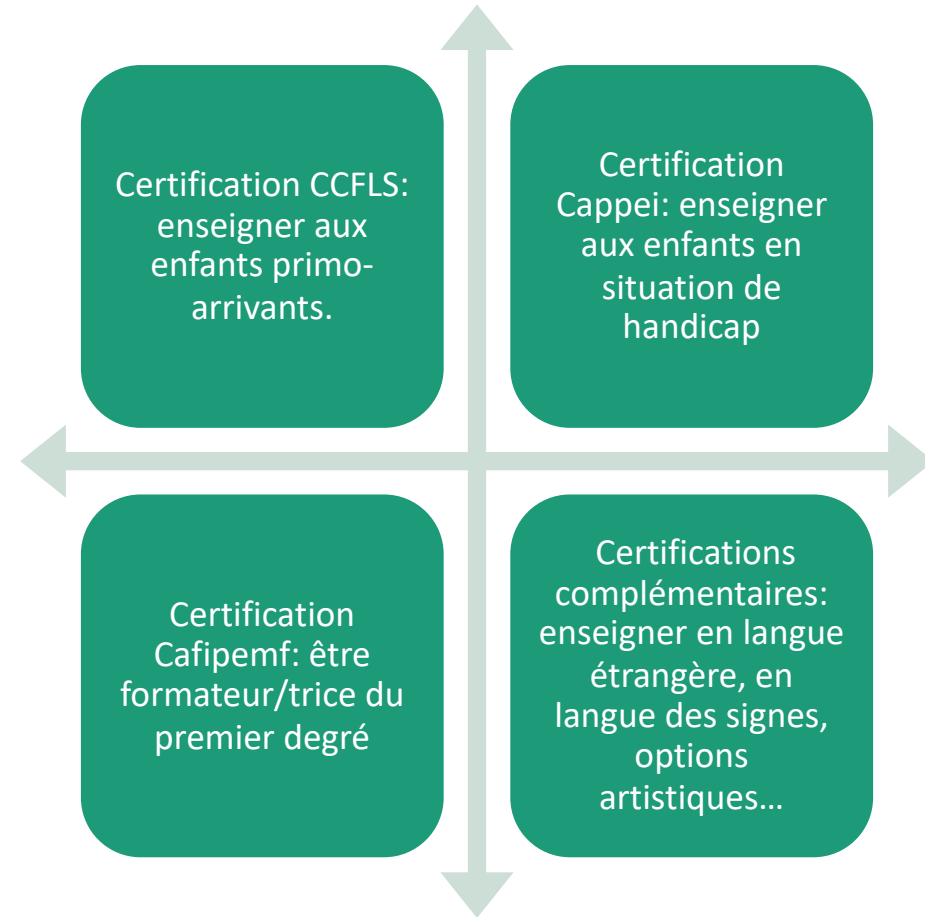 Certification CCFLS:
enseigner aux
enfants primo-
arrivants.
Certification
Cappei: enseigner
aux enfants en
situation de
handicap
Certification
Cafipemf: être
formateur/trice du
premier degré
Certifications
complémentaires:
enseigner en langue
étrangère, en
langue des signes,
options
artistiques…